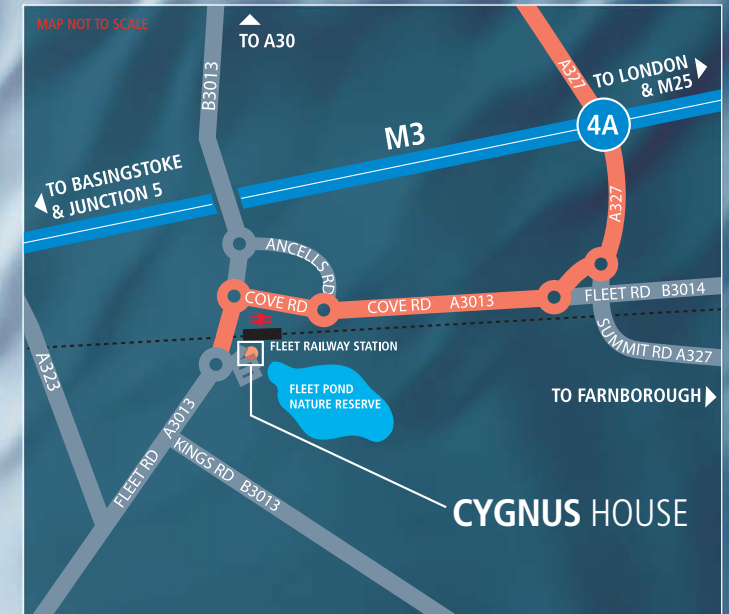 MAP NOT TO SCALE
TO A30
B3013
A327
TO LONDON
& M25
4A
M3
TO BASINGSTOKE
& JUNCTION 5
A327
ANCELLS RD
COVE RD
COVE RD A3013
FLEET RD B3014
SUMMIT RD A327
FLEET RAILWAY STATION
A323
FLEET POND
NATURE RESERVE
TO FARNBOROUGH
FLEET RD A3013
KINGS RD B3013
CYGNUS HOUSE